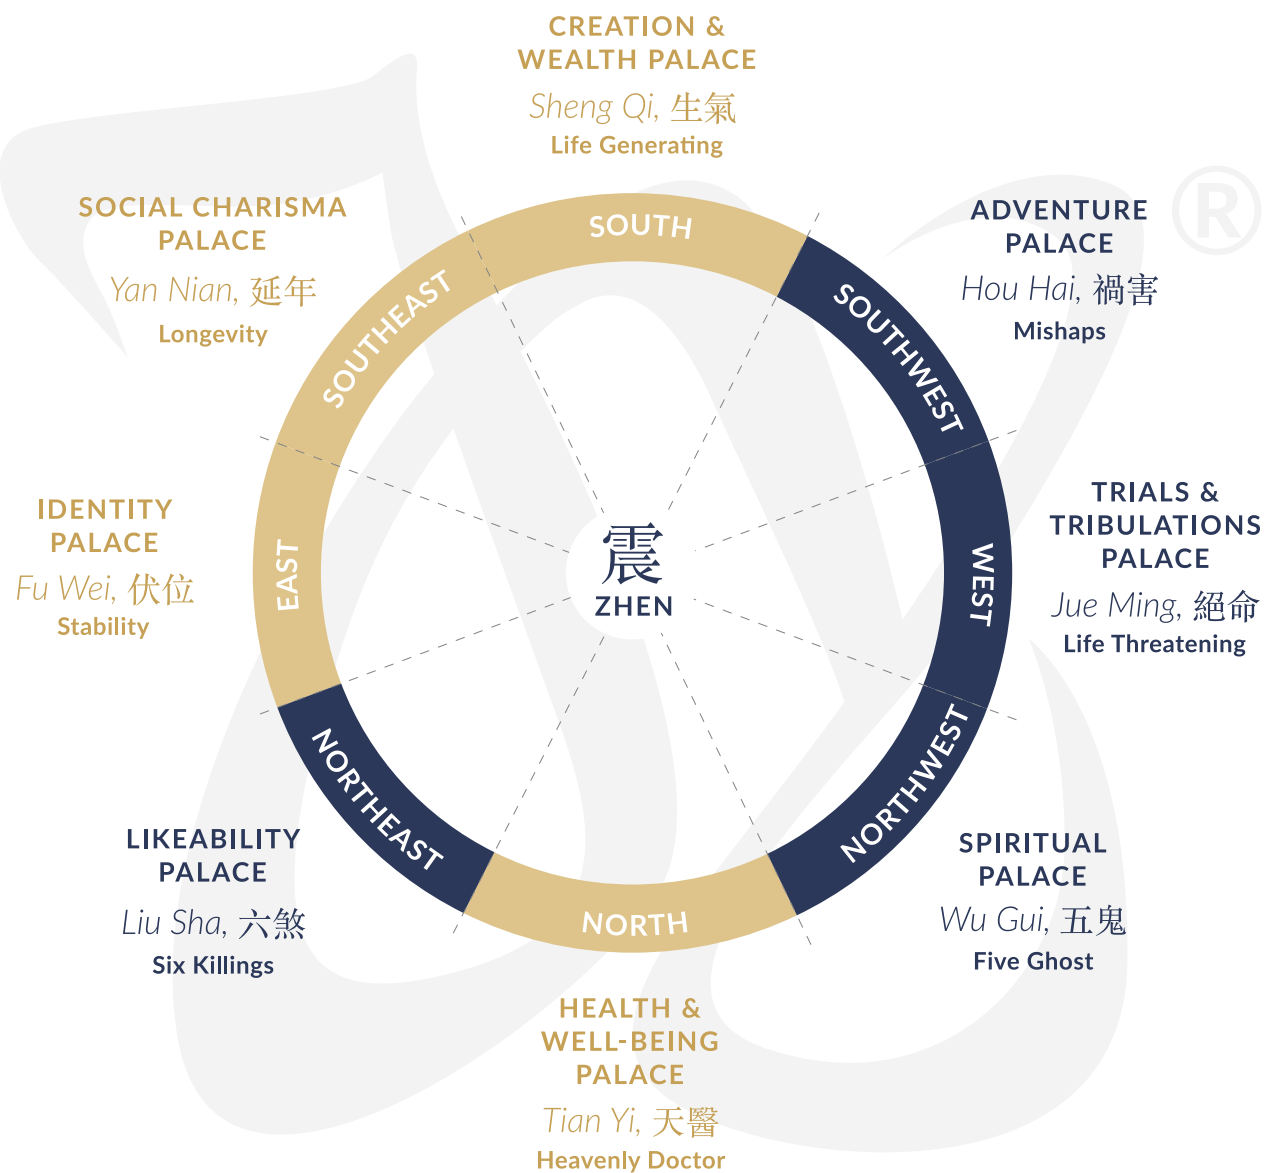 CREATION &
WEALTH PALACE
Sheng Qi, 生氣
Life Generating
SOCIAL CHARISMA
PALACE
Yan Nian, 延年
Longevity
ADVENTURE
PALACE
Hou Hai, 禍害
Mishaps
IDENTITY
PALACE
Fu Wei, 伏位
Stability
TRIALS &
TRIBULATIONS
PALACE
Jue Ming, 絕命
Life Threatening
SOUTH
SOUTHEAST
SOUTHWEST
EAST
WEST
震
ZHEN
NORTHEAST
NORTHWEST
NORTH
LIKEABILITY
PALACE
Liu Sha, 六煞
Six Killings
SPIRITUAL
PALACE
Wu Gui, 五鬼
Five Ghost
HEALTH &
WELL-BEING
PALACE
Tian Yi, 天醫
Heavenly Doctor
®